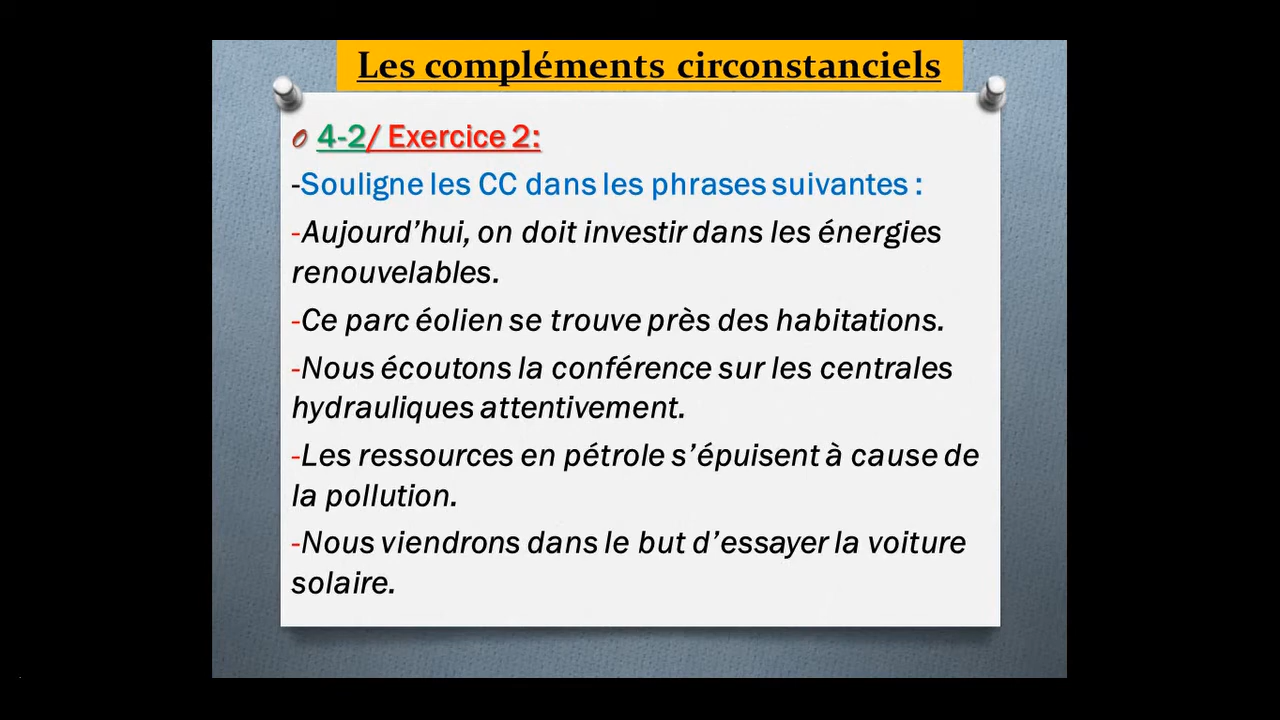 Les compléments circonstanciels
4-2/ Exercice 2:
-Souligne les CC dans les phrases suivantes :
-Aujourd’hui, on doit investir dans les énergies
renouvelables.
-Ce parc éolien se trouve près des habitations.
-Nous écoutons la conférence sur les centrales
hydrauliques attentivement.
-Les ressources en pétrole s’épuisent à cause de
la pollution.
-Nous viendrons dans le but d’essayer la voiture
solaire.